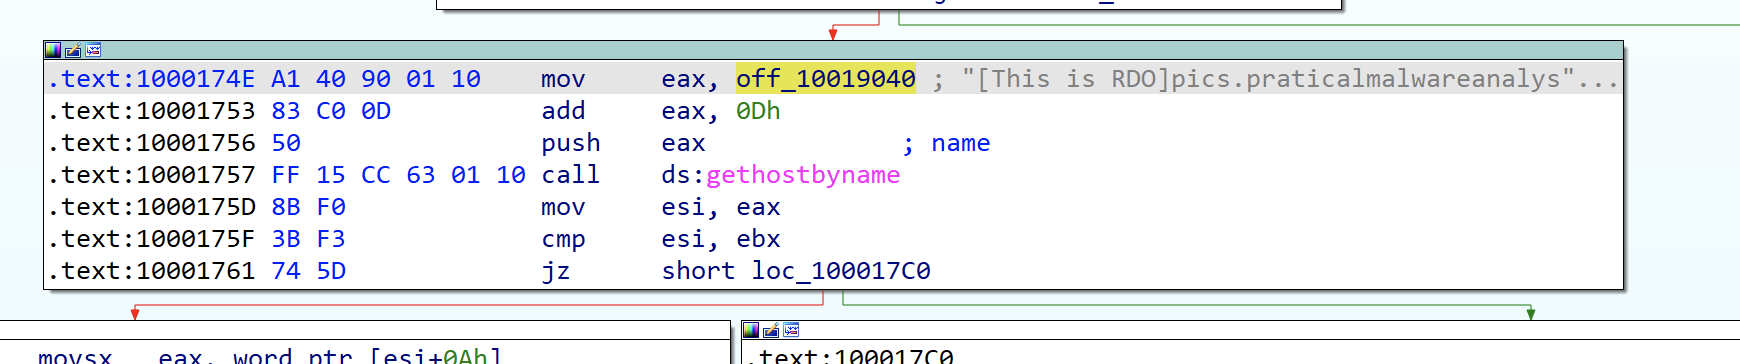 .text:1000174E A1 40 90 01 10 mov eax, off_10019040 ; "[This is RDO]pics.praticalmalwareanalys"...
.text:10001753 83 C0 0D add eax, 0Dh
.text:10001756 50 push eax ; name
.text:10001757 FF 15 CC 63 01 10 call ds:gethostbyname
.text:1000175D 8B F0 mov esi, eax
.text:1000175F 3B F3 cmp esi, ebx
.text:10001761 74 5D jz short loc_100017C0
movsx eax, word ptr [esi+0Ah]
.text:100017C0